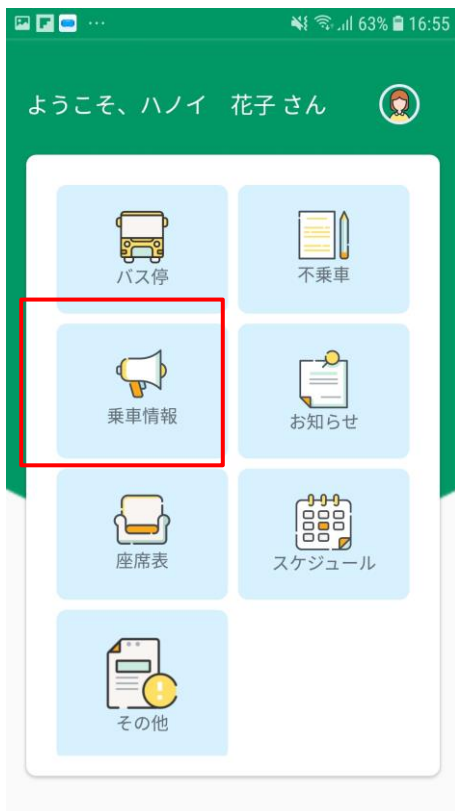 ... 63% 16:55
ようこそ、ハノイ　花子 さん
バス停 不乗車
乗車情報 お知らせ
座席表 スケジュール
その他